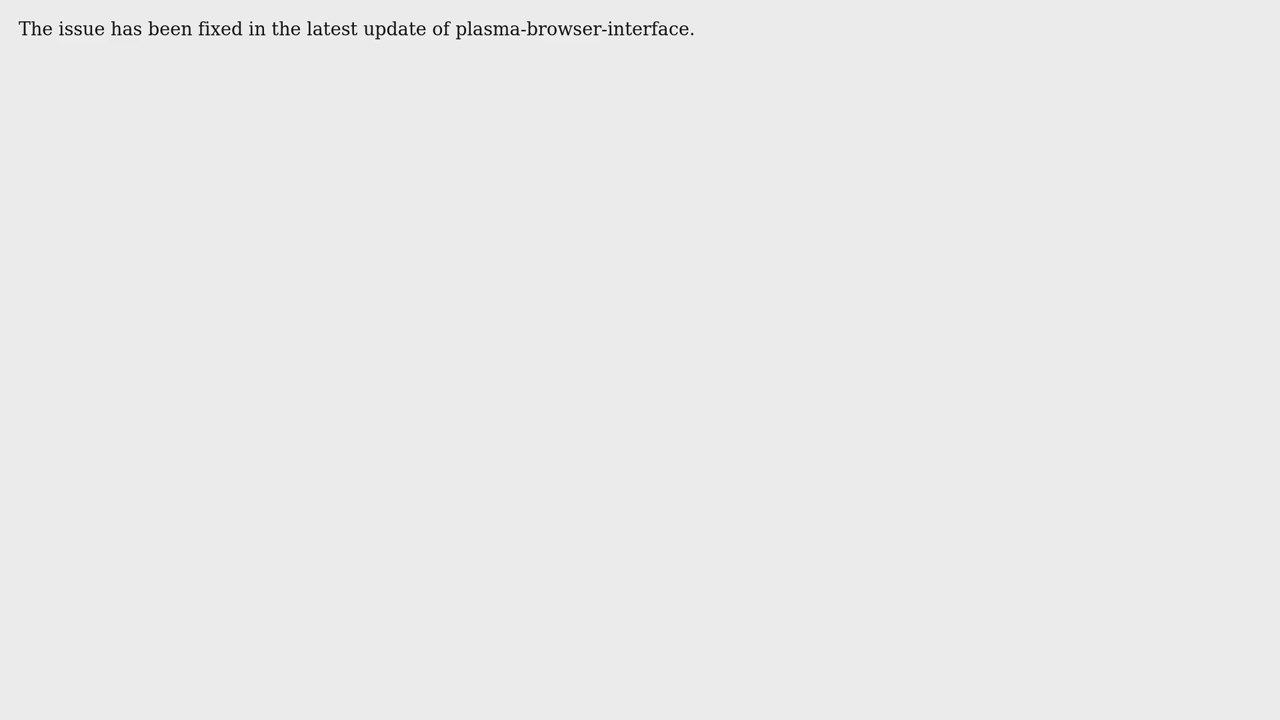 The issue has been fixed in the latest update of plasma-browser-interface.